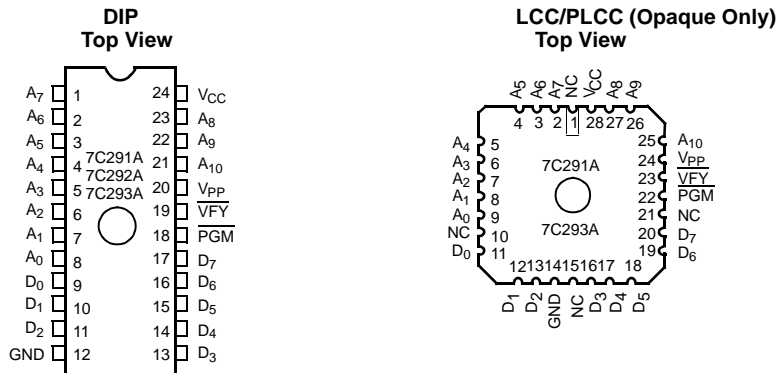 DIP
Top View
A7 1 24 VCC
A6 2 23 A8
A5 3 22 A9
A4 4 7C291A 21 A10
7C292A
A3 5 7C293A 20 VPP
A2 6 19 VFY
A1 7 18 PGM
A0 8 17 D7
D0 9 16 D6
D1 10 15 D5
D2 11 14 D4
GND 12 13 D3
LCC/PLCC (Opaque Only)
Top View
A5 A6 A7 NC VCC A8 A9
4 3 2 1 28 27 26
A4 5 25 A10
A3 6 7C291A 24 VPP
A2 7 23 VFY
A1 8 22 PGM
A0 9 21 NC
NC 10 7C293A 20 D7
D0 11 19 D6
12 13 14 15 16 17 18
D1 D2 GND NC D3 D4 D5